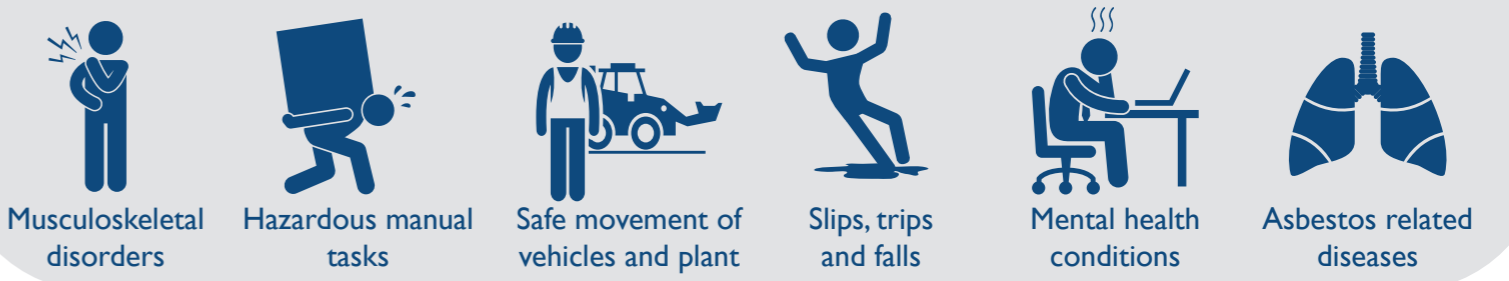 Musculoskeletal
disorders
Hazardous manual
tasks
Safe movement of
vehicles and plant
Slips, trips
and falls
Mental health
conditions
Asbestos related
diseases